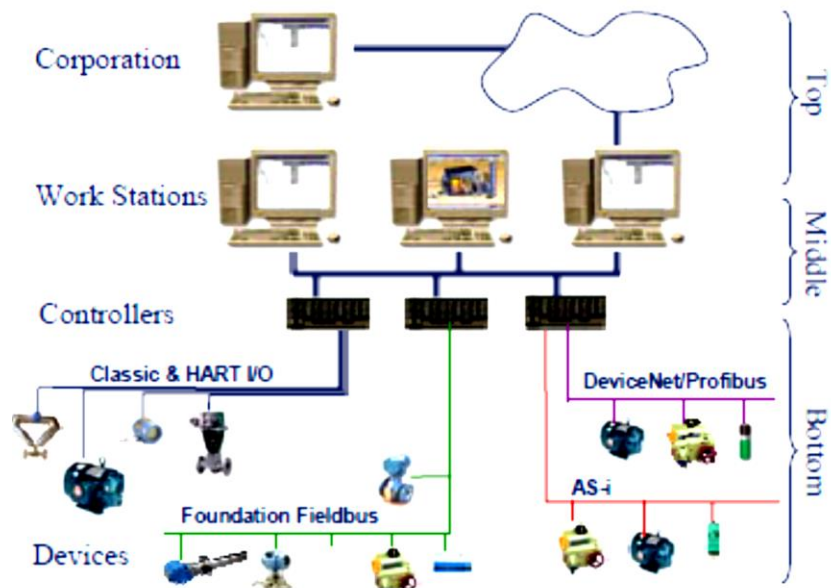 Corporation
Top
Work Stations
Middle
Controllers
Classic & HART I/O
DeviceNet/Profibus
Bottom
AS-i
Foundation Fieldbus
Devices